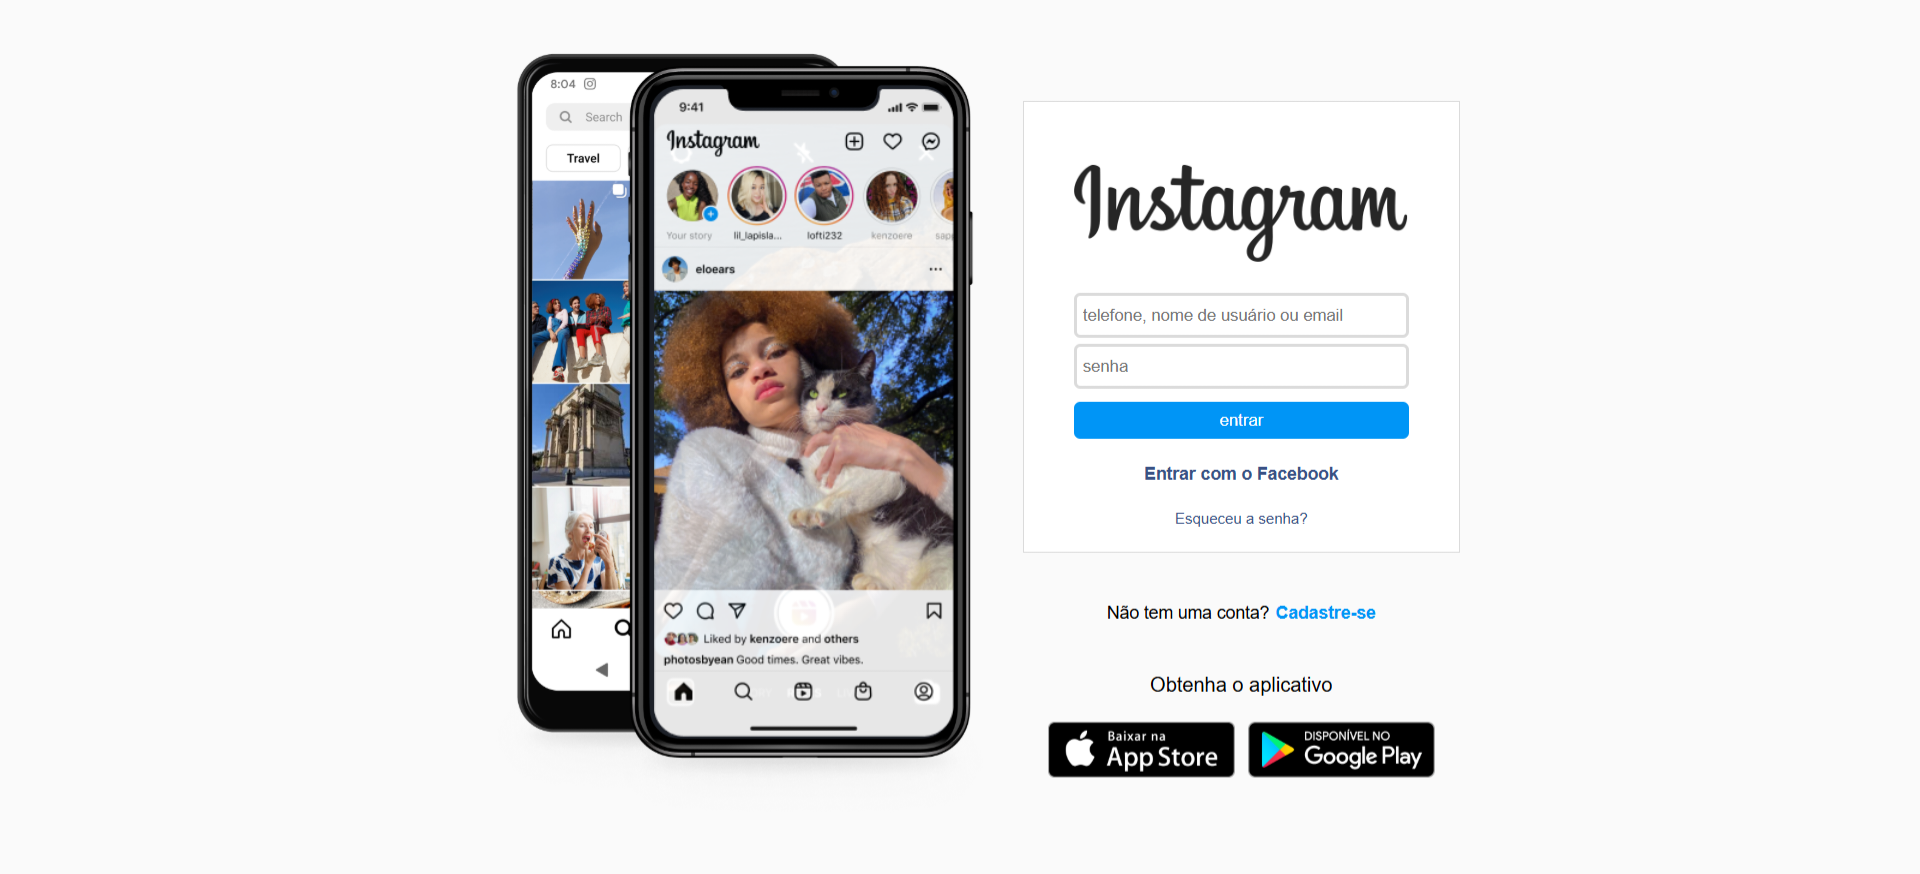 8:04
Search
Travel
9:41
Instagram
Your story
lil_lapisla...
lofti232
kenzoere
sapp
eloears
Liked by kenzoere and others
photosbyean Good times. Great vibes.
Instagram
telefone, nome de usuário ou email
senha
entrar
Entrar com o Facebook
Esqueceu a senha?
Não tem uma conta? Cadastre-se
Obtenha o aplicativo
Baixar na
App Store
DISPONÍVEL NO
Google Play